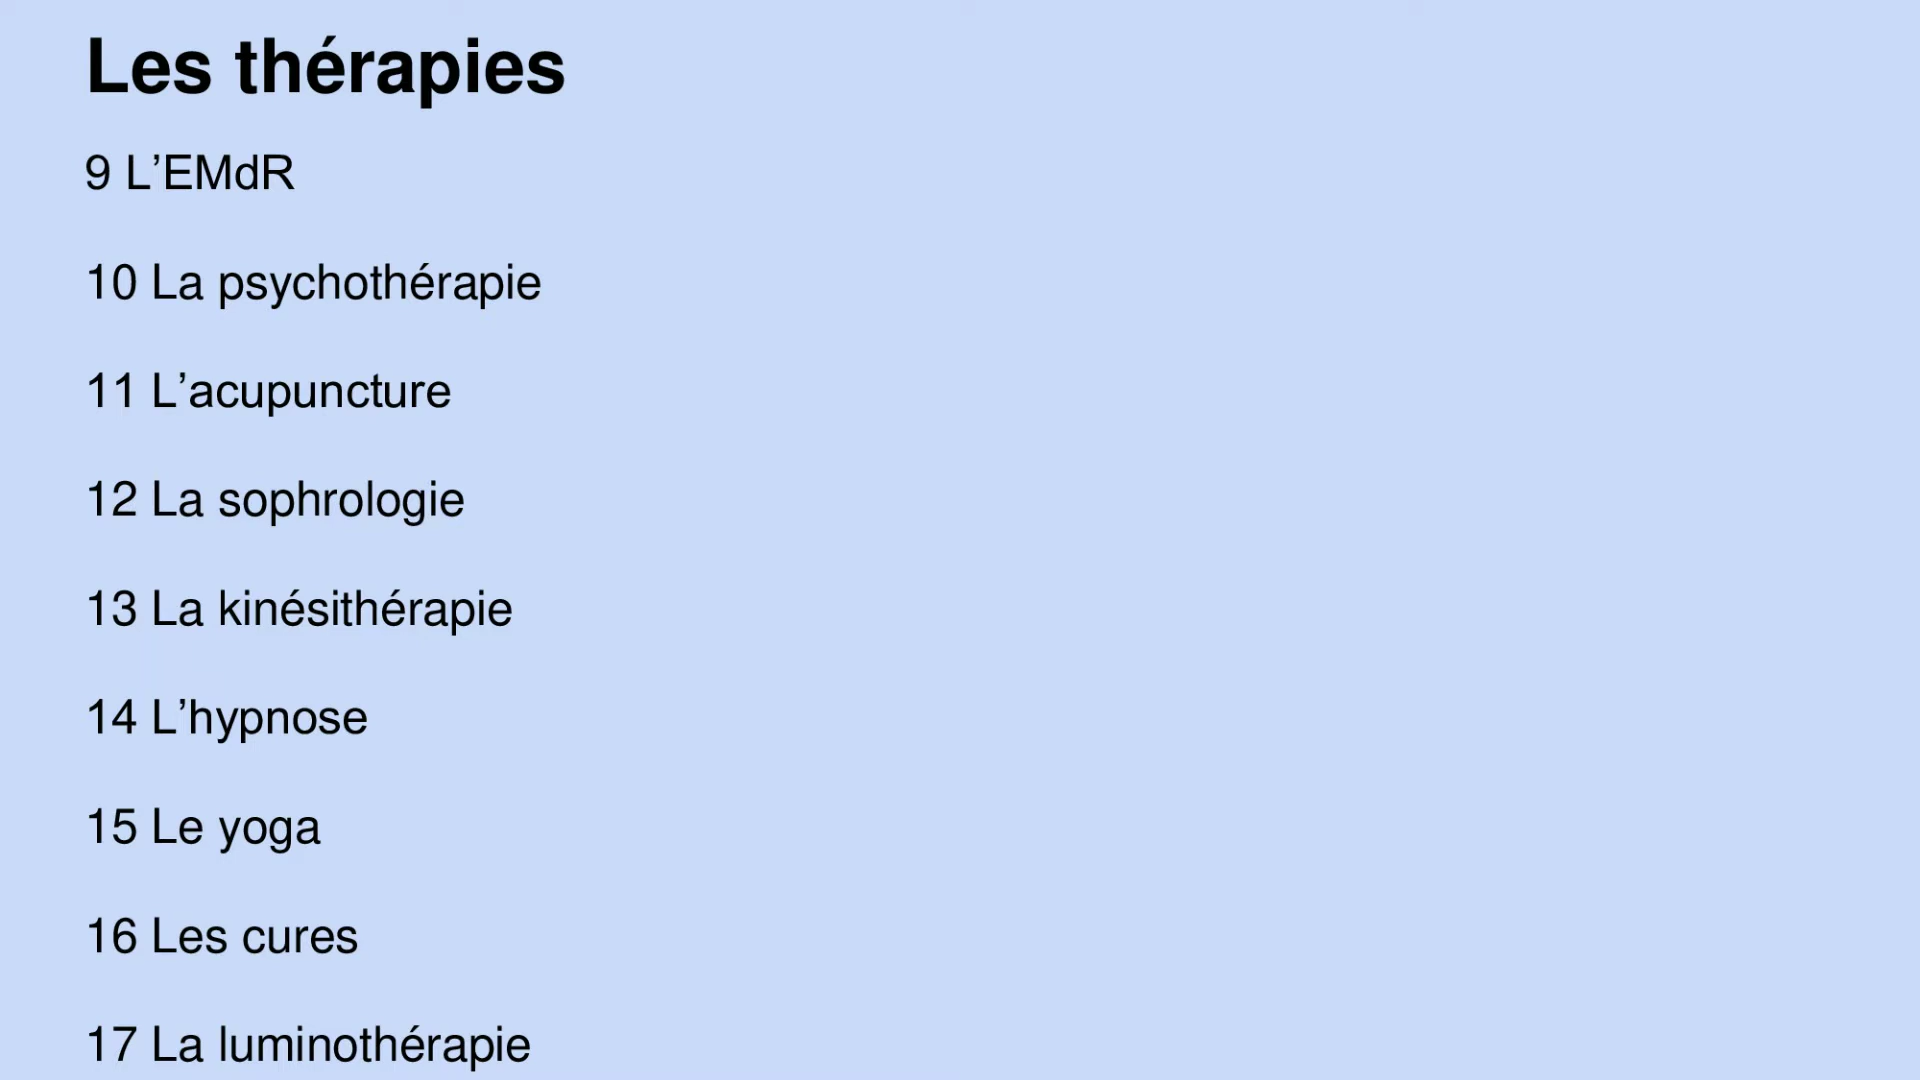 Les thérapies
9 L’EMdR
10 La psychothérapie
11 L’acupuncture
12 La sophrologie
13 La kinésithérapie
14 L’hypnose
15 Le yoga
16 Les cures
17 La luminothérapie